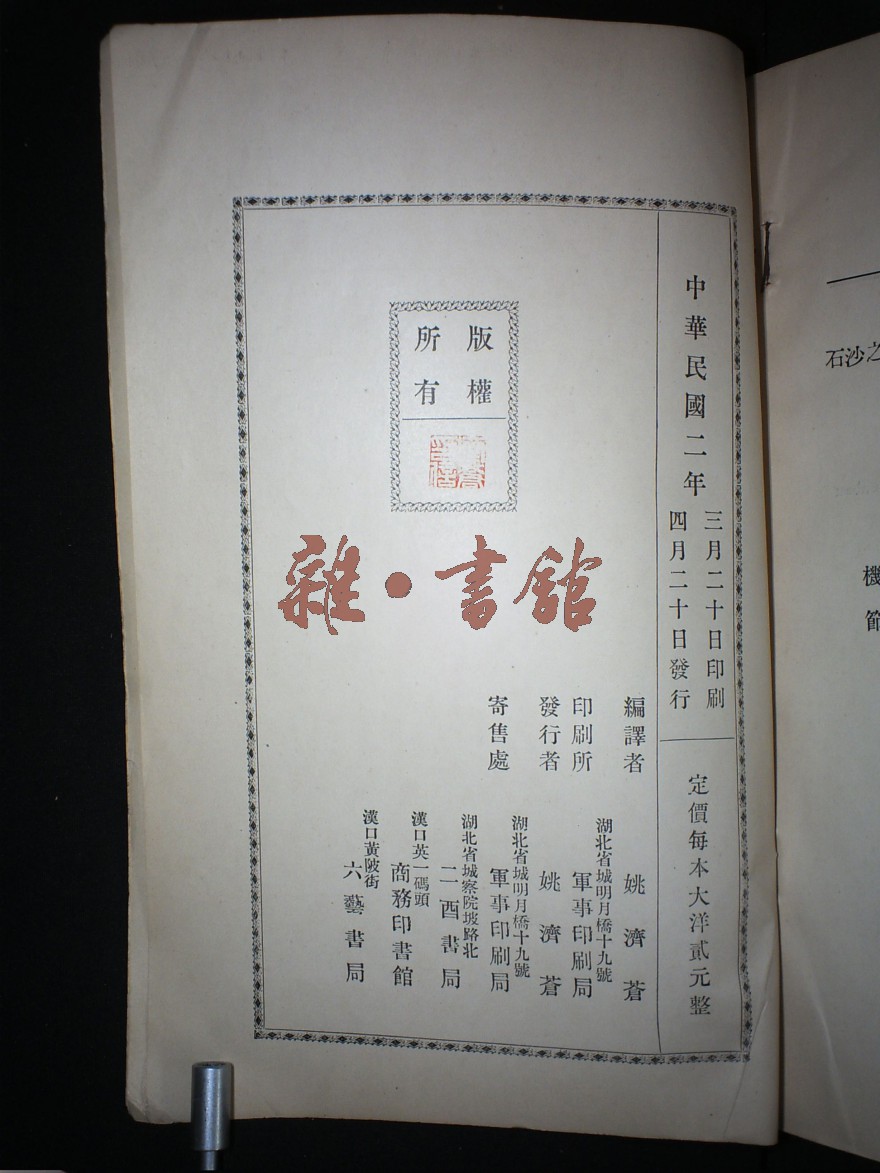 中華民國二年
三月二十日印刷
四月二十日發行
定價每本大洋貳元整
版權
所有
編譯者
姚濟蒼
印刷所
湖北省城明月橋十九號
軍事印刷局
發行者
姚濟蒼
寄售處
湖北省城明月橋十九號
軍事印刷局
湖北省城察院坡路北
二酉書局
漢口英一碼頭
商務印書館
漢口黃陂街
六藝書局
雜·書館
石沙之
機
節